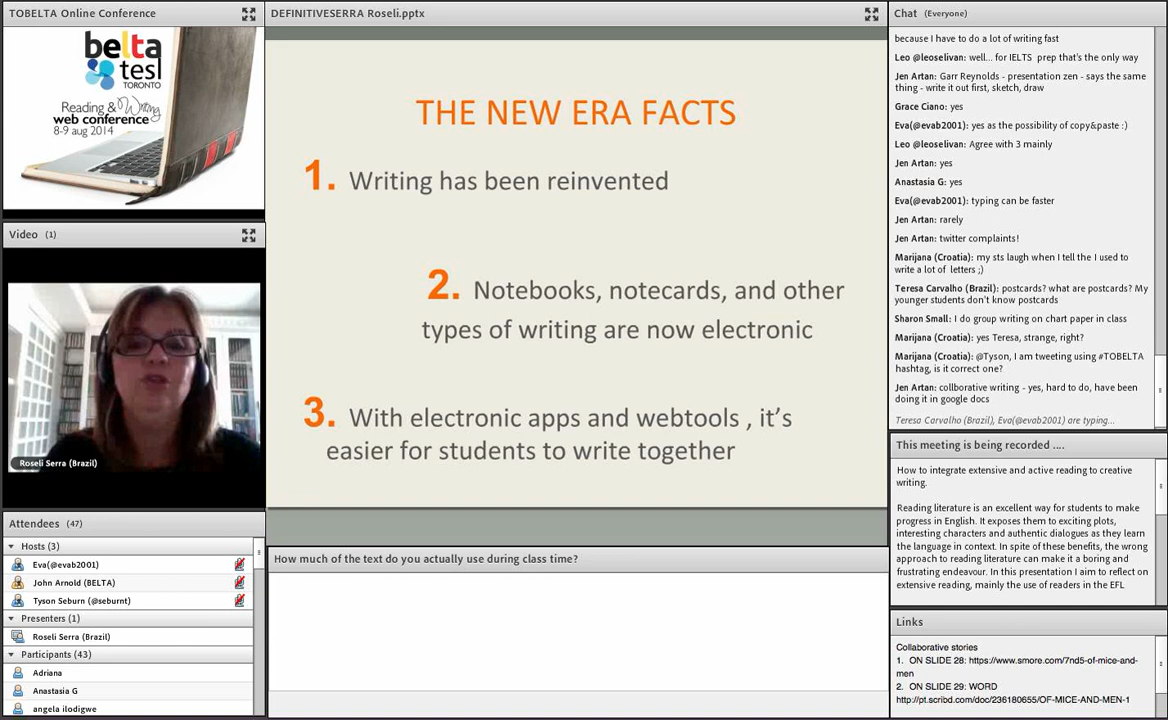 TOBELTA Online Conference
belta
tesl
TORONTO
Reading &
Writing
web conference
8-9 aug 2014
Video (1)
Roseli Serra (Brazil)
Attendees (47)
Hosts (3)
Eva(@evab2001)
John Arnold (BELTA)
Tyson Seburn (@seburnt)
Presenters (1)
Roseli Serra (Brazil)
Participants (43)
Adriana
Anastasia G
angela ilodigwe
DEFINITIVESERRA Roseli.pptx
THE NEW ERA FACTS
1. Writing has been reinvented
2. Notebooks, notecards, and other
types of writing are now electronic
3. With electronic apps and webtools , it's
easier for students to write together
How much of the text do you actually use during class time?
Chat (Everyone)
because I have to do a lot of writing fast
Leo @leoselivan: well... for IELTS prep that's the only way
Jen Artan: Garr Reynolds - presentation zen - says the same
thing - write it out first, sketch, draw
Grace Ciano: yes
Eva(@evab2001): yes as the possibility of copy&paste :)
Leo @leoselivan: Agree with 3 mainly
Jen Artan: yes
Anastasia G: yes
Eva(@evab2001): typing can be faster
Jen Artan: rarely
Jen Artan: twitter complaints!
Marijana (Croatia): my sts laugh when I tell the I used to
write a lot of letters ;)
Teresa Carvalho (Brazil): postcards? what are postcards? My
younger students don't know postcards
Sharon Small: I do group writing on chart paper in class
Marijana (Croatia): yes Teresa, strange, right?
Marijana (Croatia): @Tyson, I am tweeting using #TOBELTA
hashtag, is it correct one?
Jen Artan: collborative writing - yes, hard to do, have been
doing it in google docs
Teresa Carvalho (Brazil), Eva(@evab2001) are typing...
This meeting is being recorded ....
How to integrate extensive and active reading to creative
writing.
Reading literature is an excellent way for students to make
progress in English. It exposes them to exciting plots,
interesting characters and authentic dialogues as they learn
the language in context. In spite of these benefits, the wrong
approach to reading literature can make it a boring and
frustrating endeavour. In this presentation I aim to reflect on
extensive reading, mainly the use of readers in the EFL
Links
Collaborative stories
1. ON SLIDE 28: https://www.smore.com/7nd5-of-mice-and-
men
2. ON SLIDE 29: WORD
http://pt.scribd.com/doc/236180655/OF-MICE-AND-MEN-1